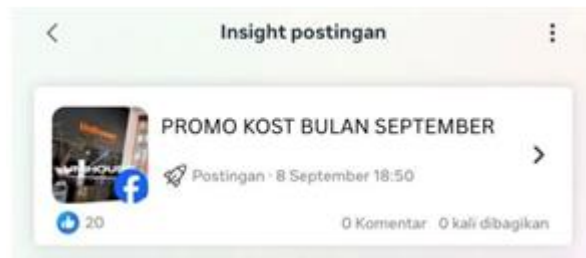 Insight postingan
PROMO KOST BULAN SEPTEMBER
Postingan · 8 September 18:50
20
0 Komentar 0 kali dibagikan